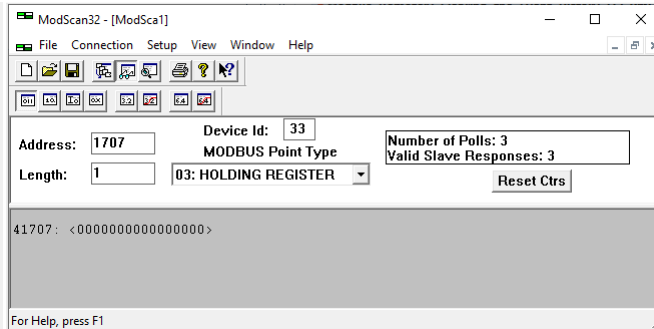 ModScan32 - [ModSca1]
File Connection Setup View Window Help
Address: 1707
Device Id: 33
MODBUS Point Type
Length: 1
03: HOLDING REGISTER
Number of Polls: 3
Valid Slave Responses: 3
Reset Ctrs
41707: <0000000000000000>
For Help, press F1